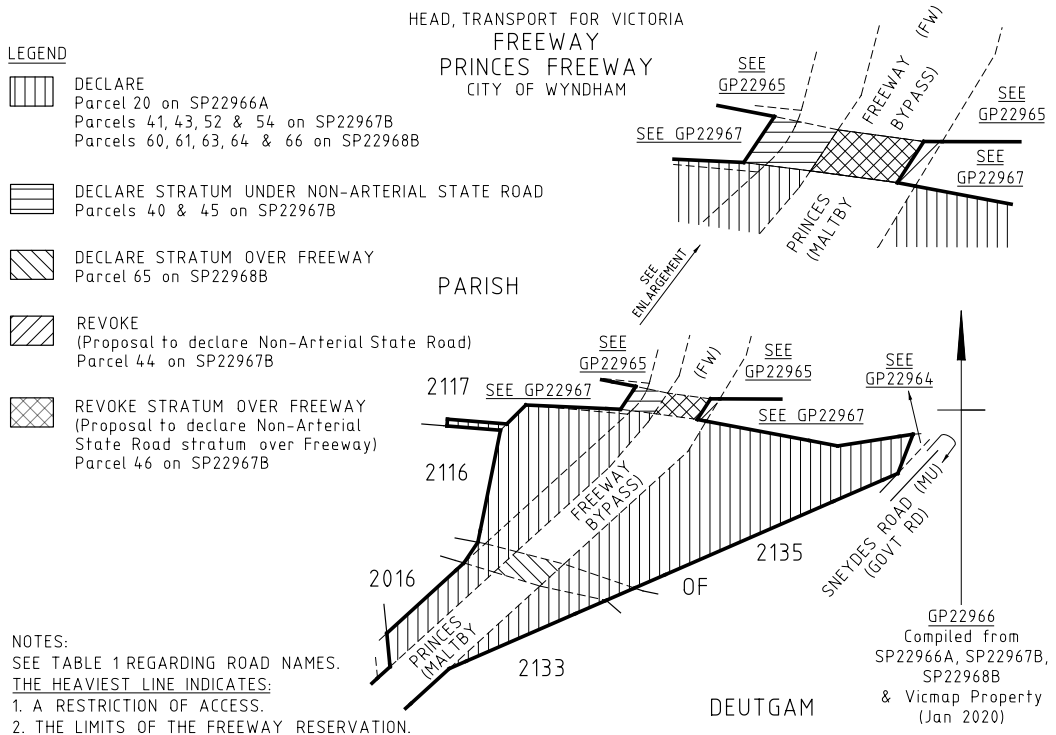 HEAD, TRANSPORT FOR VICTORIA
FREEWAY
PRINCES FREEWAY
CITY OF WYNDHAM
LEGEND
DECLARE
Parcel 20 on SP22966A
Parcels 41, 43, 52 & 54 on SP22967B
Parcels 60, 61, 63, 64 & 66 on SP22968B
DECLARE STRATUM UNDER NON-ARTERIAL STATE ROAD
Parcels 40 & 45 on SP22967B
DECLARE STRATUM OVER FREEWAY
Parcel 65 on SP22968B
REVOKE
(Proposal to declare Non-Arterial State Road)
Parcel 44 on SP22967B
REVOKE STRATUM OVER FREEWAY
(Proposal to declare Non-Arterial
State Road stratum over Freeway)
Parcel 46 on SP22967B
SEE
GP22965
FREEWAY (FW)
BYPASS)
SEE
GP22965
SEE GP22967
SEE
GP22967
PRINCES
(MALTBY
SEE
ENLARGEMENT
PARISH
SEE
GP22965
(FW)
SEE
GP22965
SEE
GP22964
2117
SEE GP22967
SEE GP22967
2116
FREEWAY
BYPASS)
SNEYDES ROAD (MU)
(GOVT RD)
2135
2016
OF
PRINCES
(MALTBY
2133
DEUTGAM
GP22966
Compiled from
SP22966A, SP22967B,
SP22968B
& Vicmap Property
(Jan 2020)
NOTES:
SEE TABLE 1 REGARDING ROAD NAMES.
THE HEAVIEST LINE INDICATES:
1. A RESTRICTION OF ACCESS.
2. THE LIMITS OF THE FREEWAY RESERVATION.